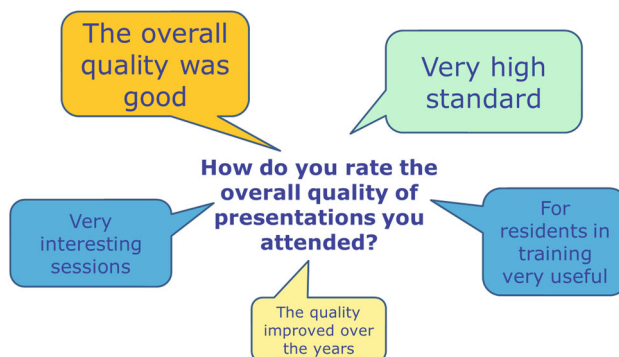 The overall
quality was
good
Very high
standard
How do you rate the
overall quality of
presentations you
attended?
Very
interesting
sessions
For
residents in
training
very useful
The quality
improved over
the years